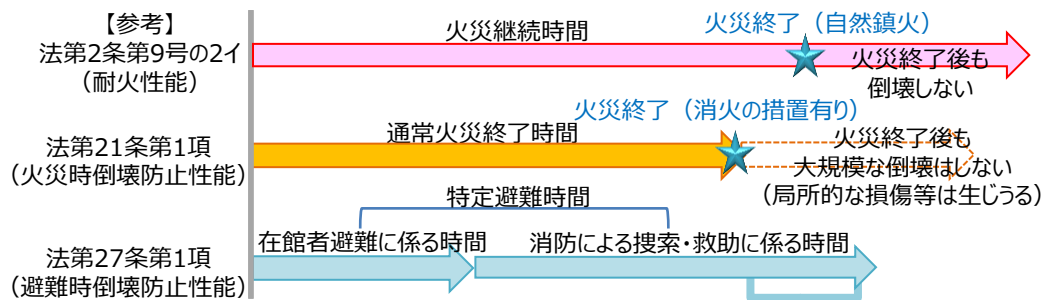 【参考】
法第2条第9号の2イ
（耐火性能）
火災継続時間
火災終了（自然鎮火）
火災終了後も
倒壊しない
法第21条第1項
（火災時倒壊防止性能）
通常火災終了時間
火災終了（消火の措置有り）
火災終了後も
大規模な倒壊はしない
（局所的な損傷等は生じうる）
法第27条第1項
（避難時倒壊防止性能）
特定避難時間
在館者避難に係る時間
消防による捜索・救助に係る時間